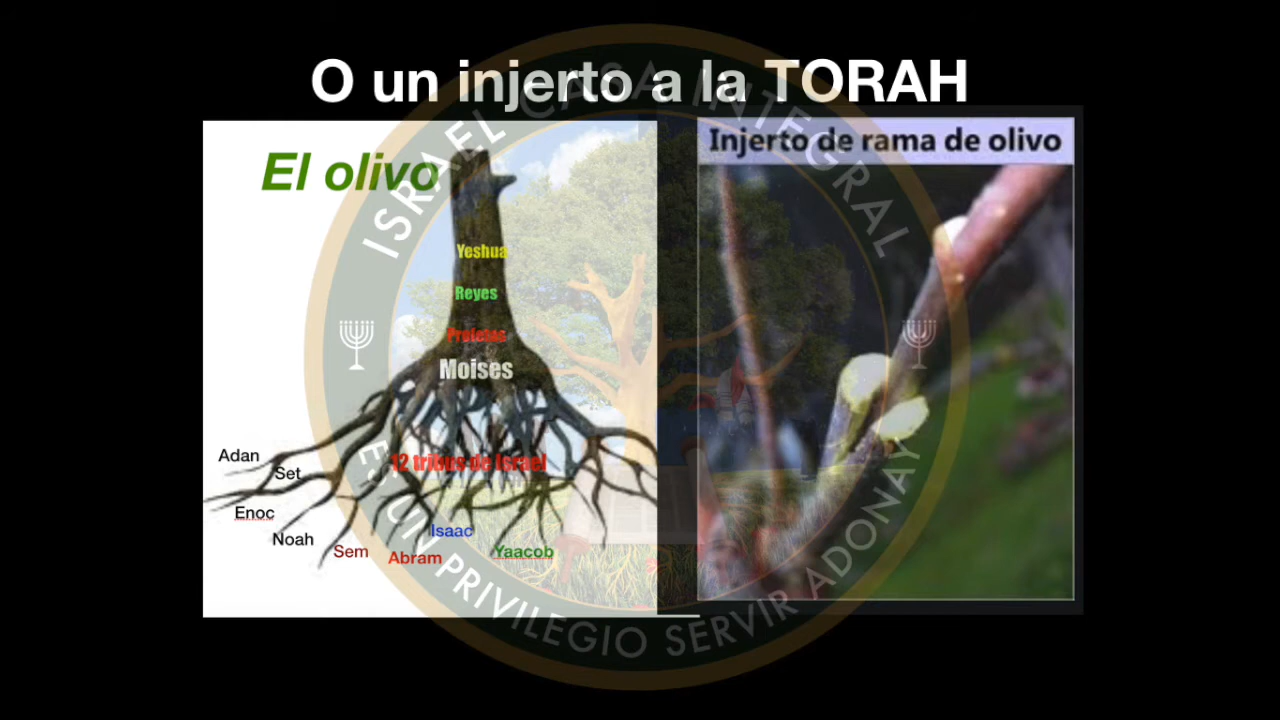 O un injerto a la TORAH
El olivo
Injerto de rama de olivo
Yeshua
Reyes
Profetas
Moises
12 tribus de Israel
Adan
Set
Enoc
Noah
Sem
Abram
Isaac
Yaacob
ISRAEL CASA INTEGRAL
ES UN PRIVILEGIO SERVIR ADONAY